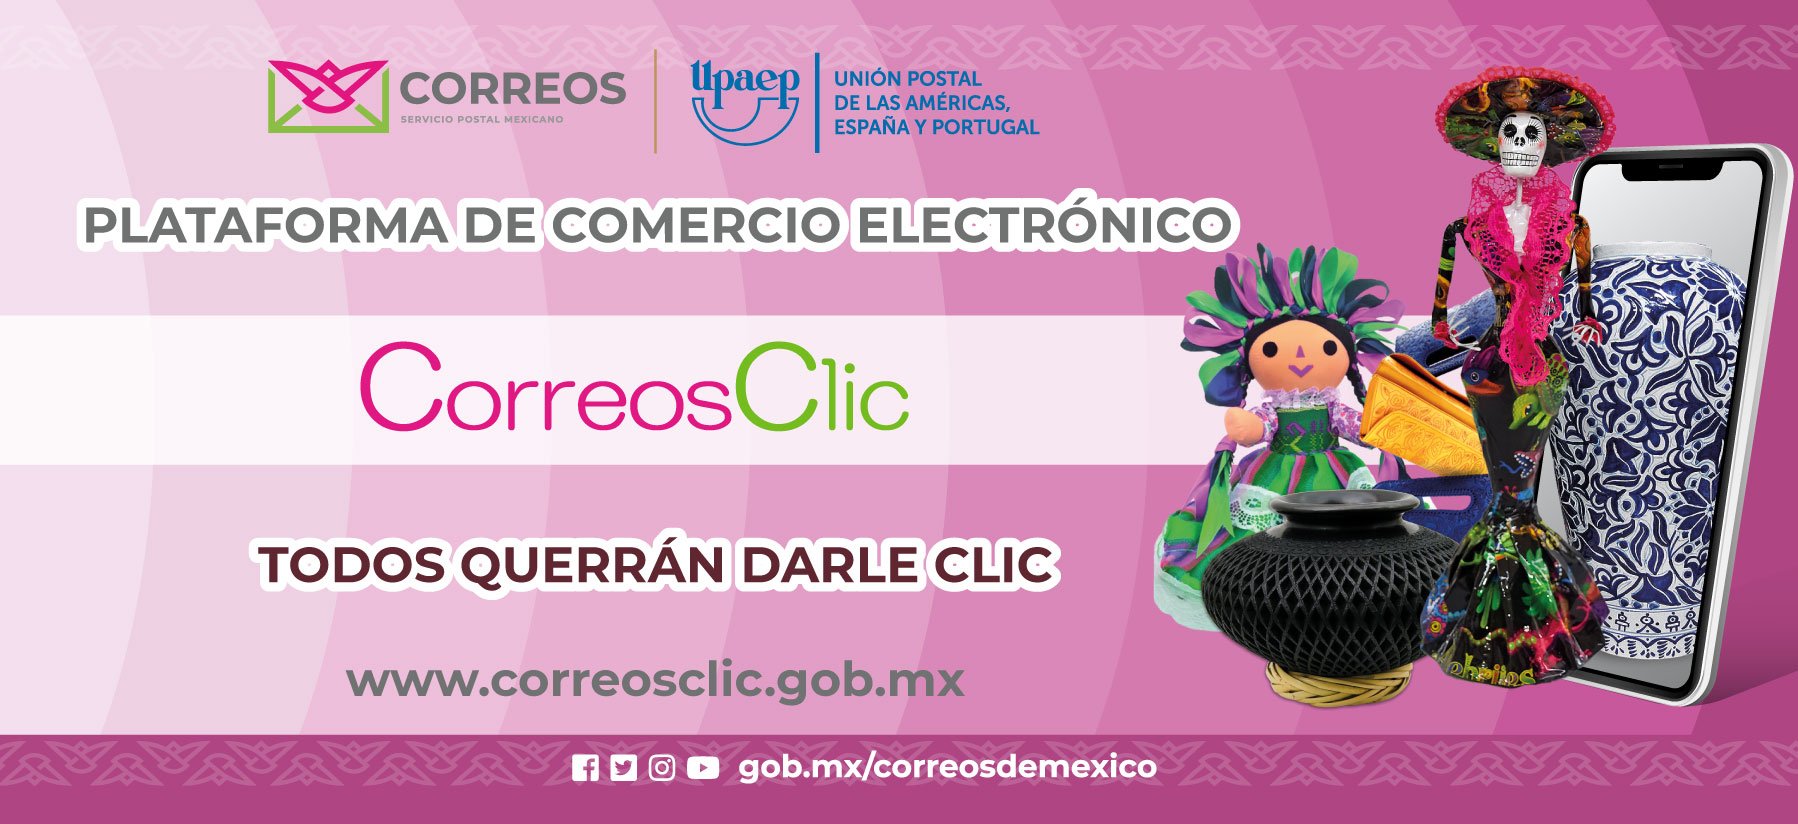 CORREOS
SERVICIO POSTAL MEXICANO
upaep
UNIÓN POSTAL
DE LAS AMÉRICAS,
ESPAÑA Y PORTUGAL
PLATAFORMA DE COMERCIO ELECTRÓNICO
CorreosClic
TODOS QUERRÁN DARLE CLIC
www.correosclic.gob.mx
gob.mx/correosdemexico